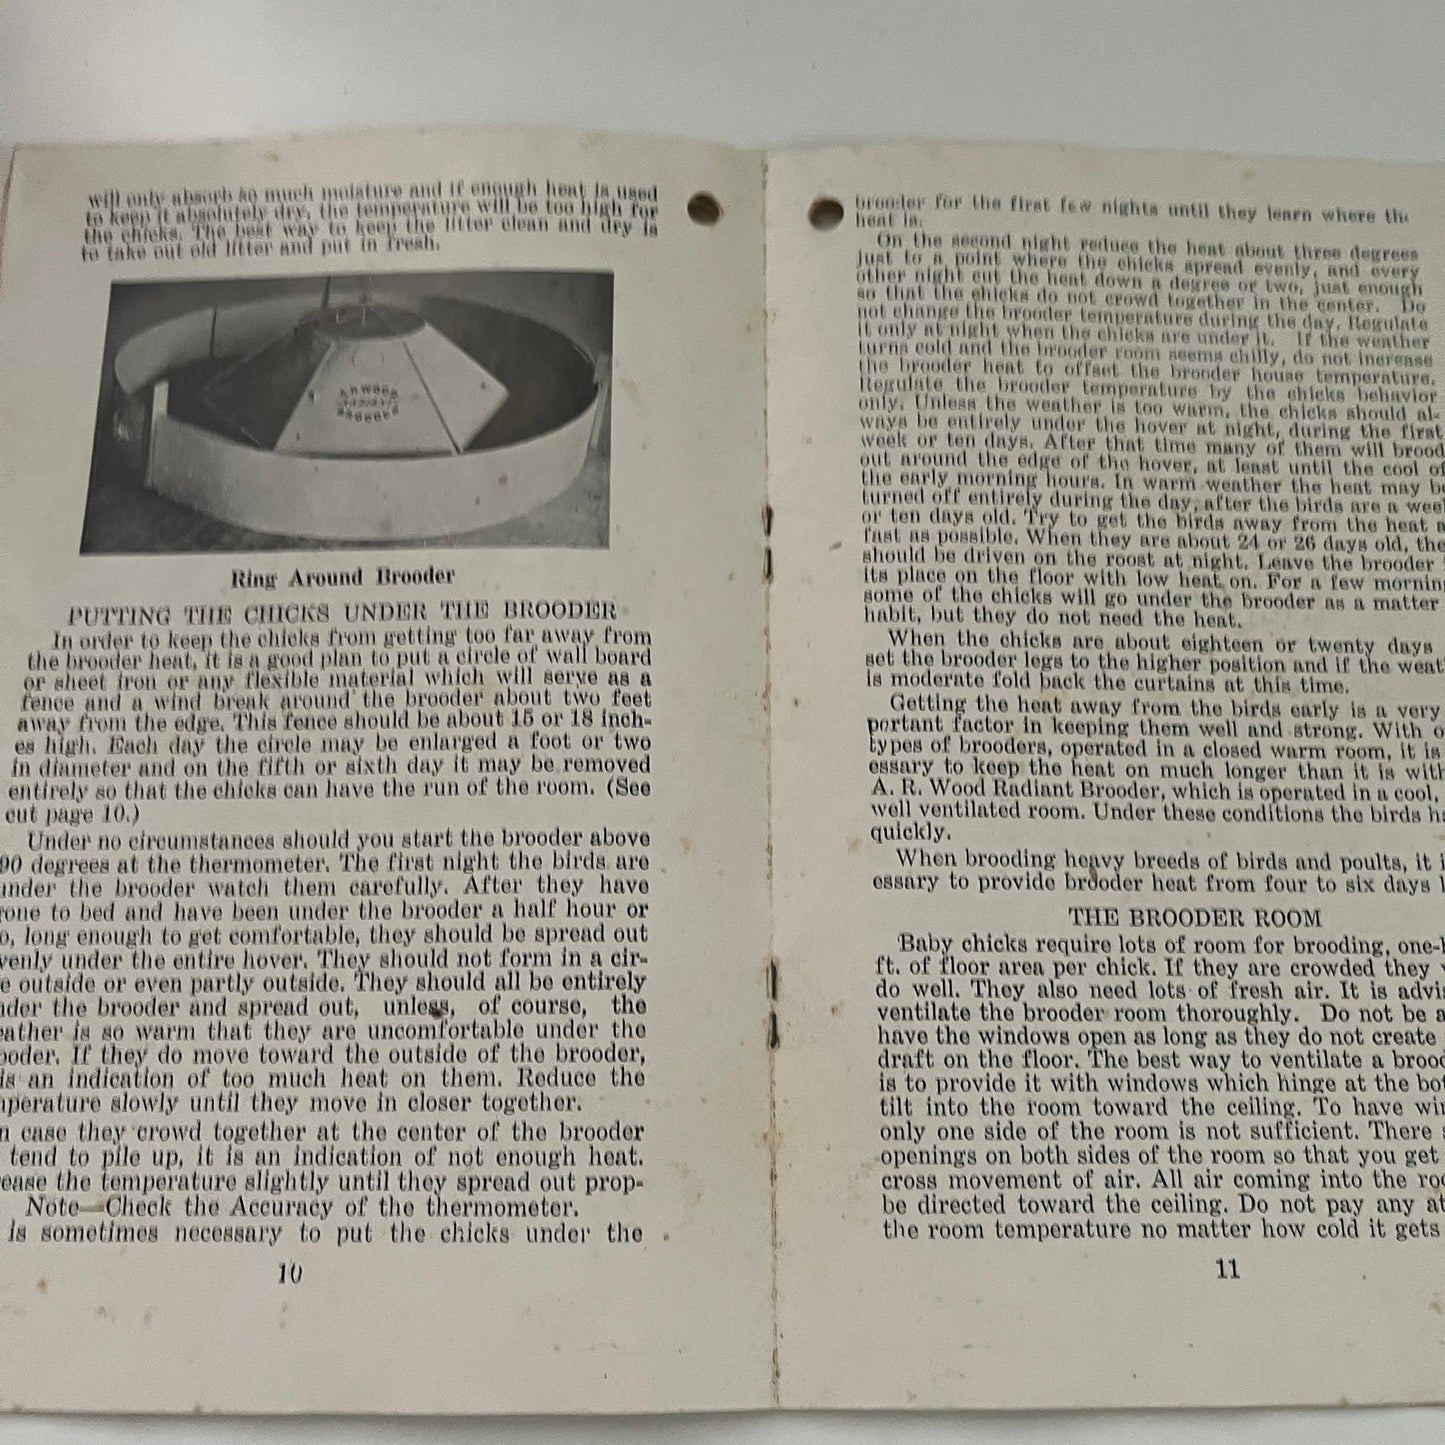 will only absorb so much moisture and if enough heat is used
to keep it absolutely dry, the temperature will be too high for
the chicks. The best way to keep the litter clean and dry is
to take out old litter and put in fresh.
A. R. WOOD
BROODER
Ring Around Brooder
PUTTING THE CHICKS UNDER THE BROODER
In order to keep the chicks from getting too far away from
the brooder heat, it is a good plan to put a circle of wall board
or sheet iron or any flexible material which will serve as a
fence and a wind break around the brooder about two feet
away from the edge. This fence should be about 15 or 18 inch-
es high. Each day the circle may be enlarged a foot or two
in diameter and on the fifth or sixth day it may be removed
entirely so that the chicks can have the run of the room. (See
cut page 10.)
Under no circumstances should you start the brooder above
90 degrees at the thermometer. The first night the birds are
under the brooder watch them carefully. After they have
gone to bed and have been under the brooder a half hour or
o, long enough to get comfortable, they should be spread out
venly under the entire hover. They should not form in a cir-
e outside or even partly outside. They should all be entirely
der the brooder and spread out, unless, of course, the
ather is so warm that they are uncomfortable under the
ooder. If they do move toward the outside of the brooder,
is an indication of too much heat on them. Reduce the
perature slowly until they move in closer together.
n case they crowd together at the center of the brooder
tend to pile up, it is an indication of not enough heat.
ease the temperature slightly until they spread out prop-
Note—Check the Accuracy of the thermometer.
is sometimes necessary to put the chicks under the
10
brooder for the first few nights until they learn where the
heat is.
On the second night reduce the heat about three degrees
just to a point where the chicks spread evenly, and every
other night cut the heat down a degree or two, just enough
so that the chicks do not crowd together in the center. Do
not change the brooder temperature during the day. Regulate
it only at night when the chicks are under it. If the weather
turns cold and the brooder room seems chilly, do not increase
the brooder heat to offset the brooder house temperature.
Regulate the brooder temperature by the chicks behavior
only. Unless the weather is too warm, the chicks should al-
ways be entirely under the hover at night, during the first
week or ten days. After that time many of them will brood
out around the edge of the hover, at least until the cool of
the early morning hours. In warm weather the heat may be
turned off entirely during the day, after the birds are a week
or ten days old. Try to get the birds away from the heat a
fast as possible. When they are about 24 or 26 days old, the
should be driven on the roost at night. Leave the brooder
its place on the floor with low heat on. For a few morning
some of the chicks will go under the brooder as a matter
habit, but they do not need the heat.
When the chicks are about eighteen or twenty days
set the brooder legs to the higher position and if the weat
is moderate fold back the curtains at this time.
Getting the heat away from the birds early is a very
portant factor in keeping them well and strong. With o
types of brooders, operated in a closed warm room, it is
essary to keep the heat on much longer than it is with
A. R. Wood Radiant Brooder, which is operated in a cool,
well ventilated room. Under these conditions the birds ha
quickly.
When brooding heavy breeds of birds and poults, it i
essary to provide brooder heat from four to six days l
THE BROODER ROOM
Baby chicks require lots of room for brooding, one-h
ft. of floor area per chick. If they are crowded they
do well. They also need lots of fresh air. It is advis
ventilate the brooder room thoroughly. Do not be a
have the windows open as long as they do not create
draft on the floor. The best way to ventilate a brood
is to provide it with windows which hinge at the bot
tilt into the room toward the ceiling. To have win
only one side of the room is not sufficient. There s
openings on both sides of the room so that you get
cross movement of air. All air coming into the roo
be directed toward the ceiling. Do not pay any at
the room temperature no matter how cold it gets
11